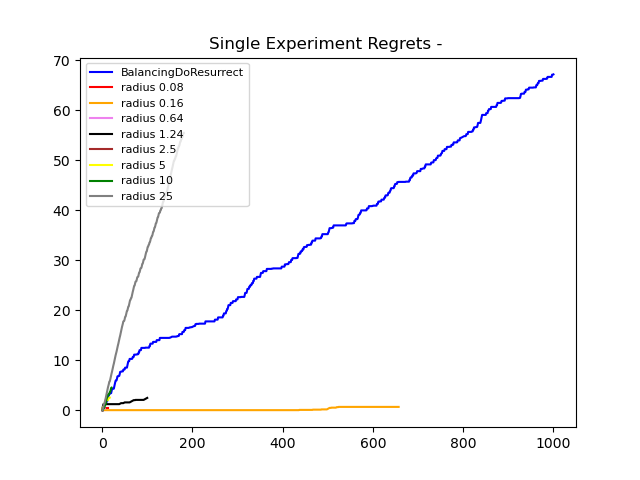 Single Experiment Regrets -
70
60
50
40
30
20
10
0
BalancingDoResurrect
radius 0.08
radius 0.16
radius 0.64
radius 1.24
radius 2.5
radius 5
radius 10
radius 25
0 200 400 600 800 1000